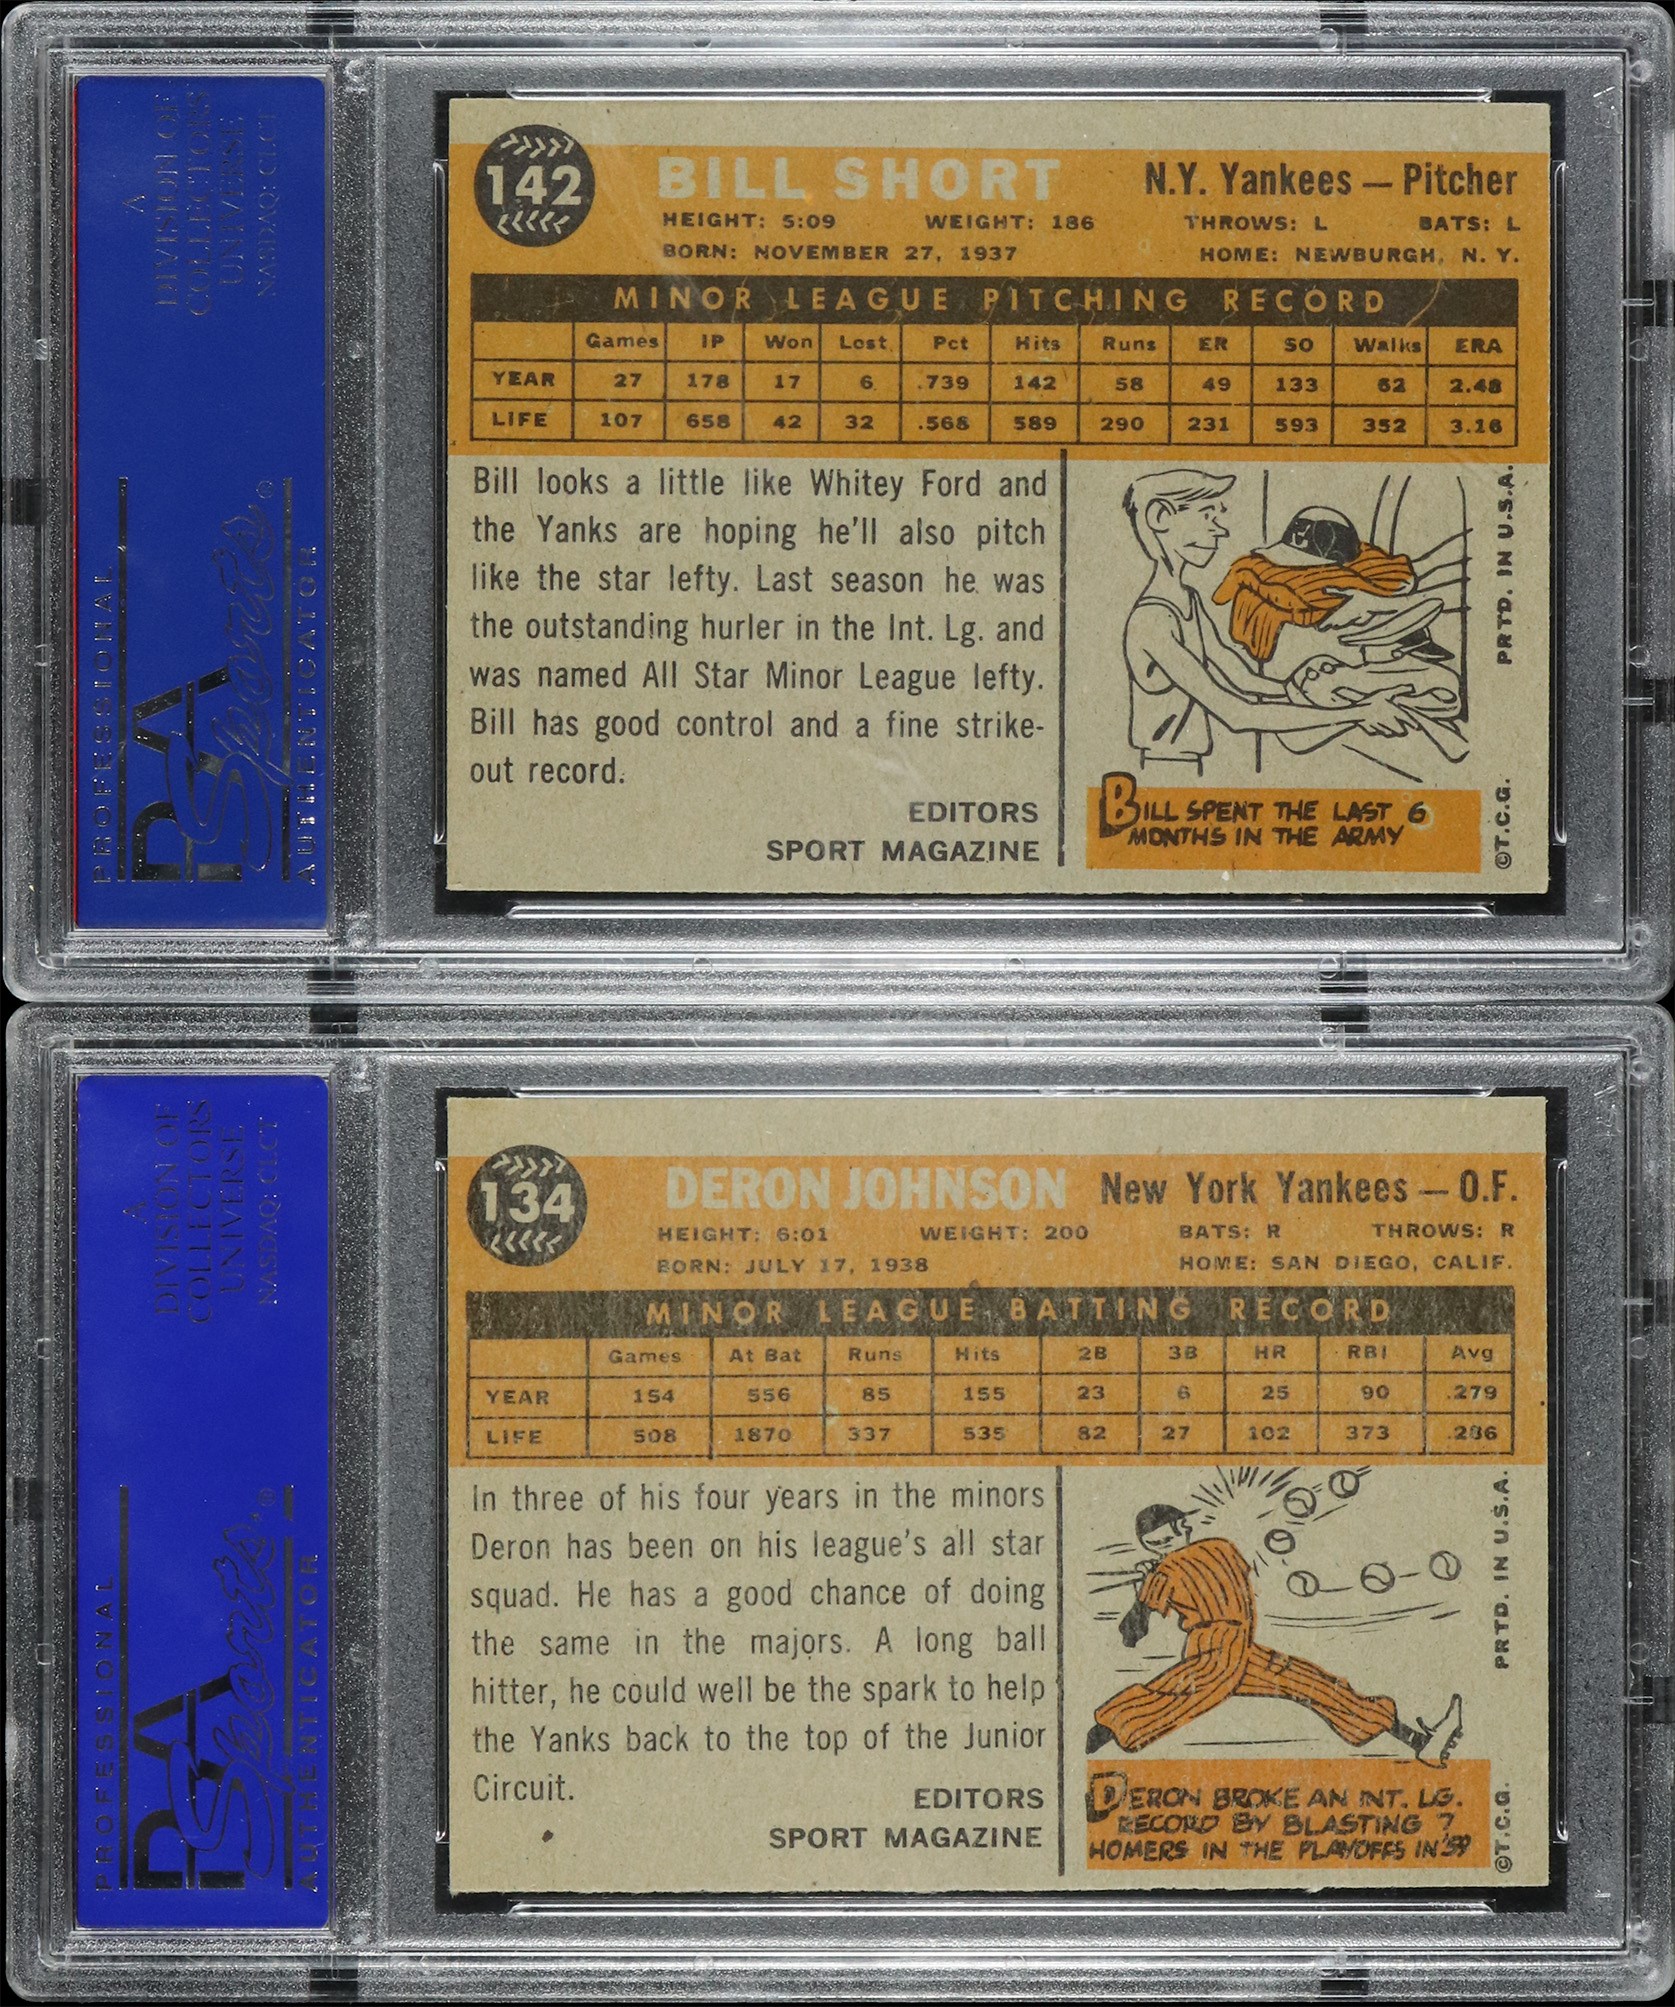 A
DIVISION OF
COLLECTORS
UNIVERSE
NASDAQ: CLCT
PROFESSIONAL
PSA
Sports®
AUTHENTICATOR
142
BILL SHORT
N.Y. Yankees — Pitcher
HEIGHT: 5:09 WEIGHT: 186 THROWS: L BATS: L
BORN: NOVEMBER 27, 1937 HOME: NEWBURGH, N. Y.
MINOR LEAGUE PITCHING RECORD
Games IP Won Lost Pct Hits Runs ER SO Walks ERA
YEAR 27 178 17 6 .739 142 58 49 133 62 2.48
LIFE 107 658 42 32 .568 589 290 231 593 352 3.16
Bill looks a little like Whitey Ford and
the Yanks are hoping he'll also pitch
like the star lefty. Last season he was
the outstanding hurler in the Int. Lg. and
was named All Star Minor League lefty.
Bill has good control and a fine strike-
out record.
EDITORS
SPORT MAGAZINE
BILL SPENT THE LAST 6
MONTHS IN THE ARMY
©T.C.G. PRTD. IN U.S.A.
A
DIVISION OF
COLLECTORS
UNIVERSE
NASDAQ: CLCT
PROFESSIONAL
PSA
Sports®
AUTHENTICATOR
134
DERON JOHNSON
New York Yankees — O.F.
HEIGHT: 6:01 WEIGHT: 200 BATS: R THROWS: R
BORN: JULY 17, 1938 HOME: SAN DIEGO, CALIF.
MINOR LEAGUE BATTING RECORD
Games At Bat Runs Hits 2B 3B HR RBI Avg
YEAR 154 556 85 155 23 6 25 90 .279
LIFE 508 1870 337 535 82 27 102 373 .286
In three of his four years in the minors
Deron has been on his league's all star
squad. He has a good chance of doing
the same in the majors. A long ball
hitter, he could well be the spark to help
the Yanks back to the top of the Junior
Circuit.
EDITORS
SPORT MAGAZINE
DERON BROKE AN INT. LG.
RECORD BY BLASTING 7
HOMERS IN THE PLAYOFFS IN '59
©T.C.G. PRTD. IN U.S.A.